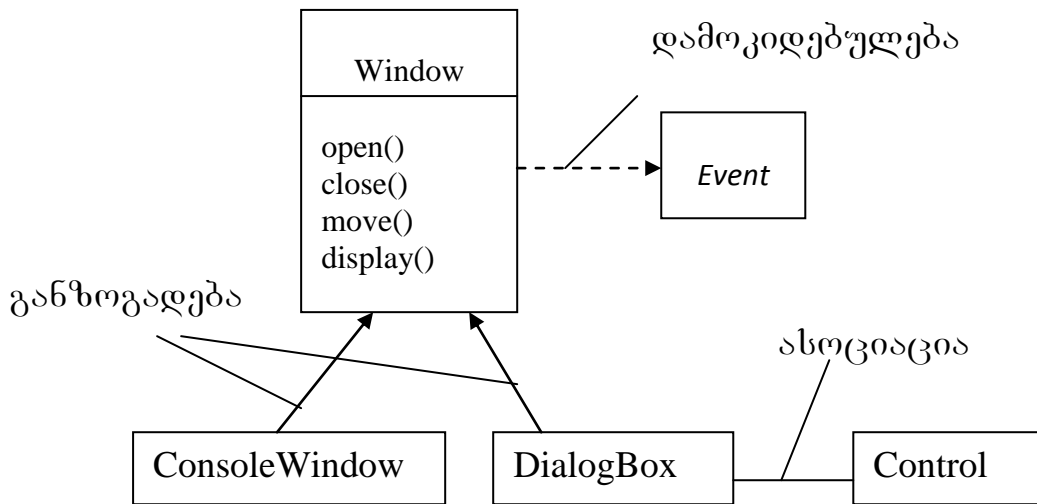 დამოკიდებულება
Window
Event
open()
close()
move()
display()
განზოგადება
ასოციაცია
ConsoleWindow
DialogBox
Control